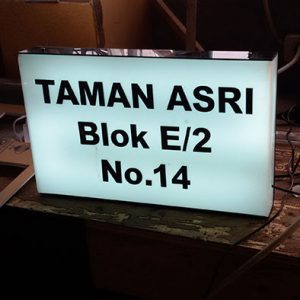 TAMAN ASRI
Blok E/2
No.14